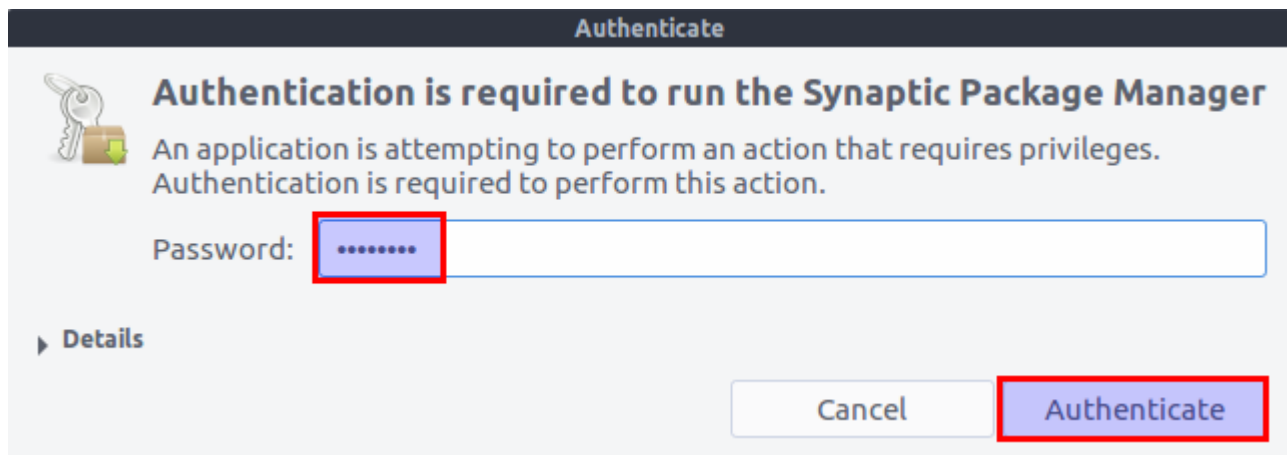 Authenticate
Authentication is required to run the Synaptic Package Manager
An application is attempting to perform an action that requires privileges.
Authentication is required to perform this action.
Password: ••••••••
Details
Cancel Authenticate